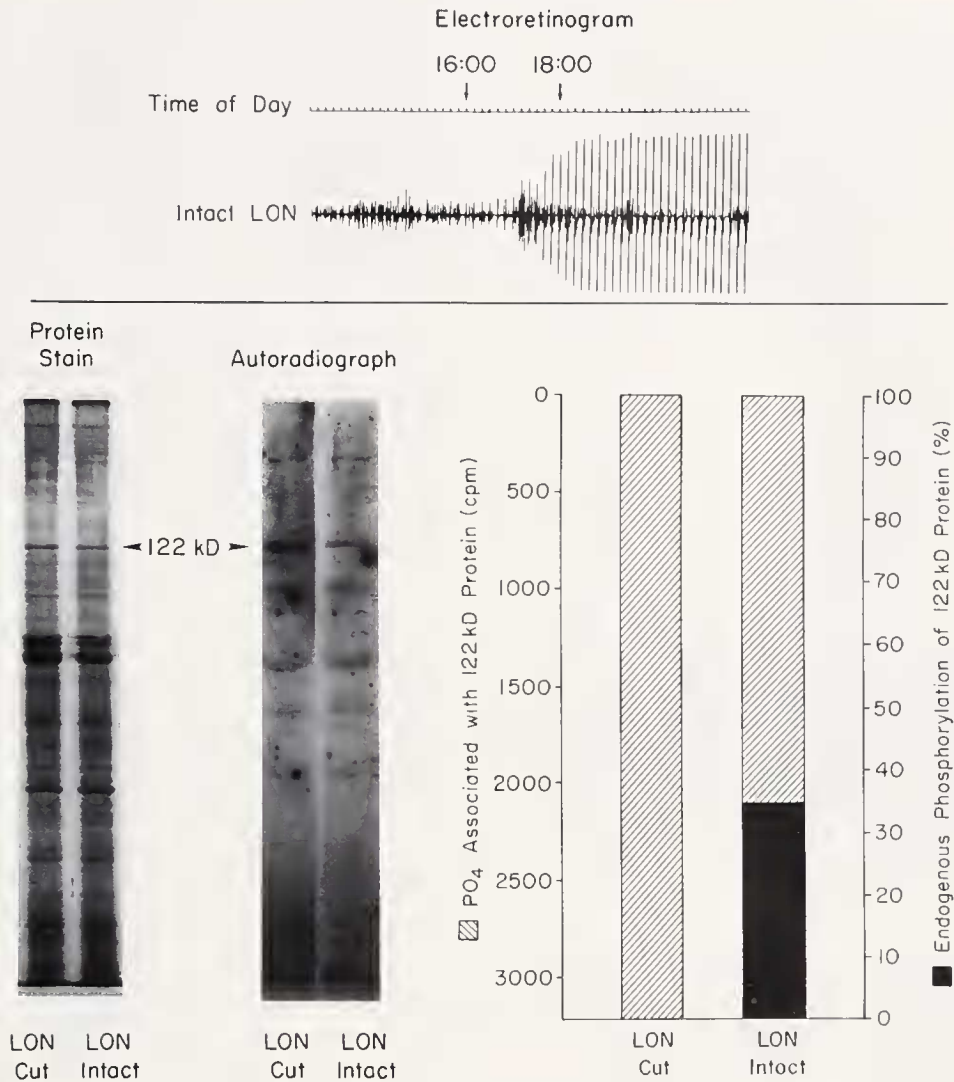 Electroretinogram
16:00 18:00
Time of Day
Intact LON
Protein
Stain
Autoradiograph
122 kD
LON
Cut
LON
Intact
LON
Cut
LON
Intact
PO4 Associated with 122 kD Protein (cpm)
0
500
1000
1500
2000
2500
3000
100
90
80
70
60
50
40
30
20
10
0
Endogenous Phosphorylation of 122 kD Protein (%)
LON
Cut
LON
Intact